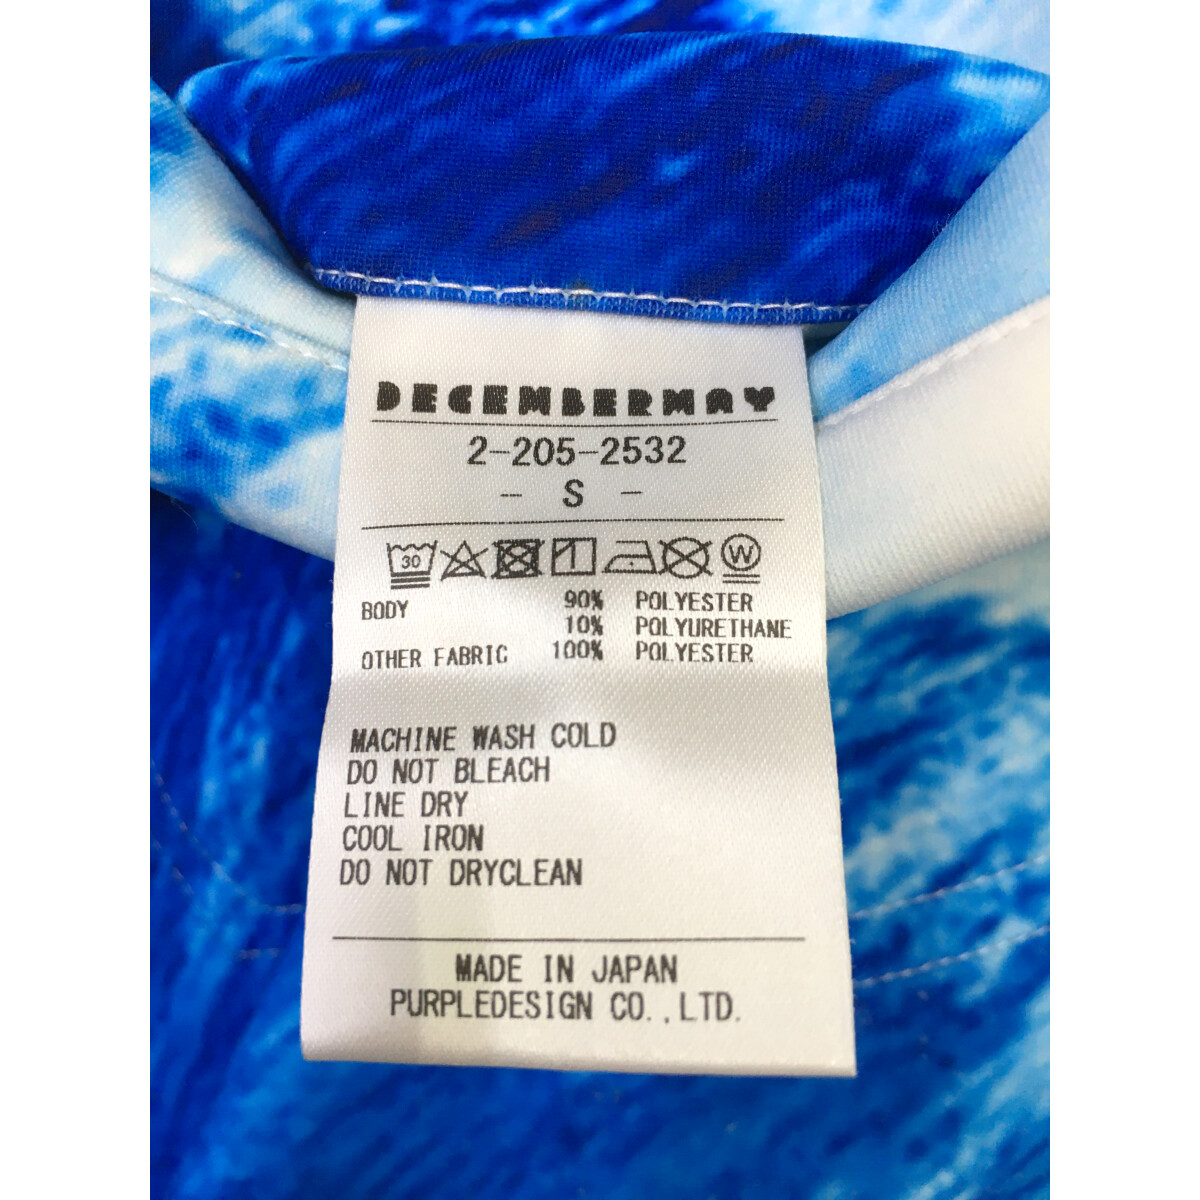 DECEMBERMAY
2-205-2532
- S -
30 W
BODY 90% POLYESTER
10% POLYURETHANE
OTHER FABRIC 100% POLYESTER
MACHINE WASH COLD
DO NOT BLEACH
LINE DRY
COOL IRON
DO NOT DRYCLEAN
MADE IN JAPAN
PURPLEDESIGN CO.,LTD.